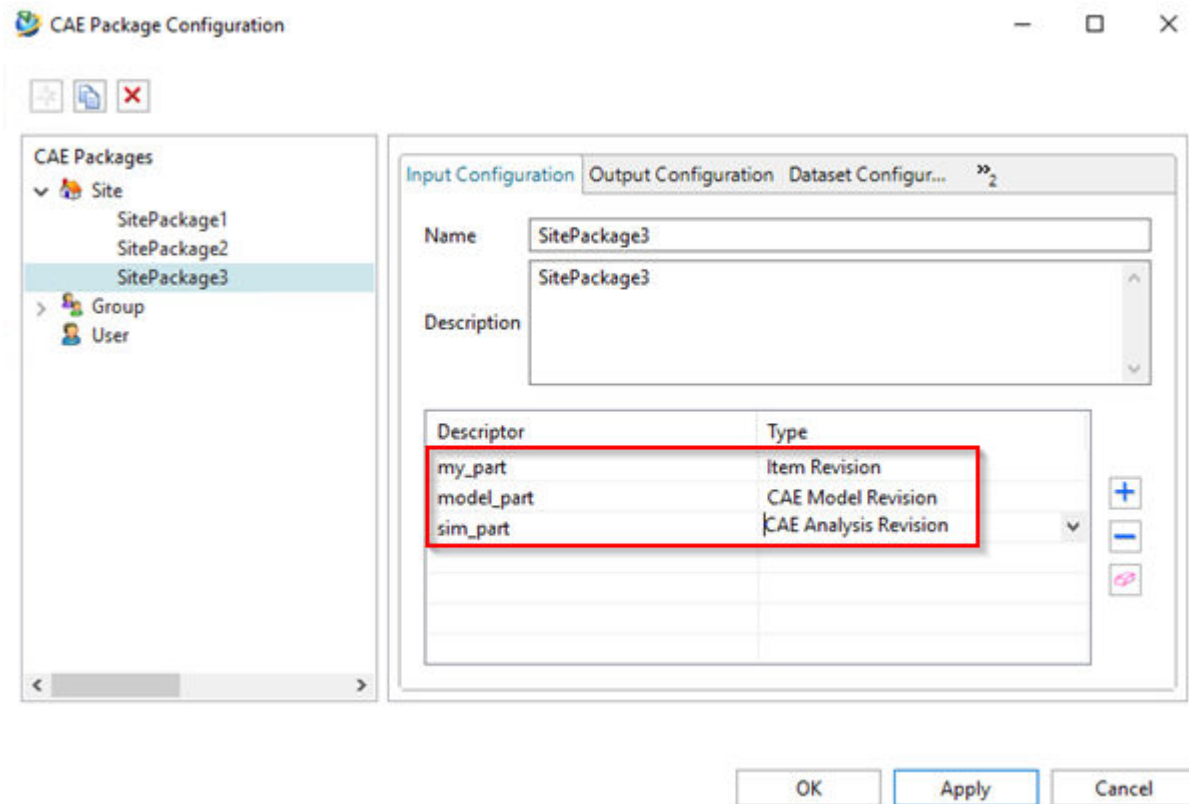 CAE Package Configuration
CAE Packages
Site
SitePackage1
SitePackage2
SitePackage3
Group
User
Input Configuration Output Configuration Dataset Configur... »2
Name SitePackage3
Description SitePackage3
Descriptor Type
my_part Item Revision
model_part CAE Model Revision
sim_part CAE Analysis Revision
OK Apply Cancel